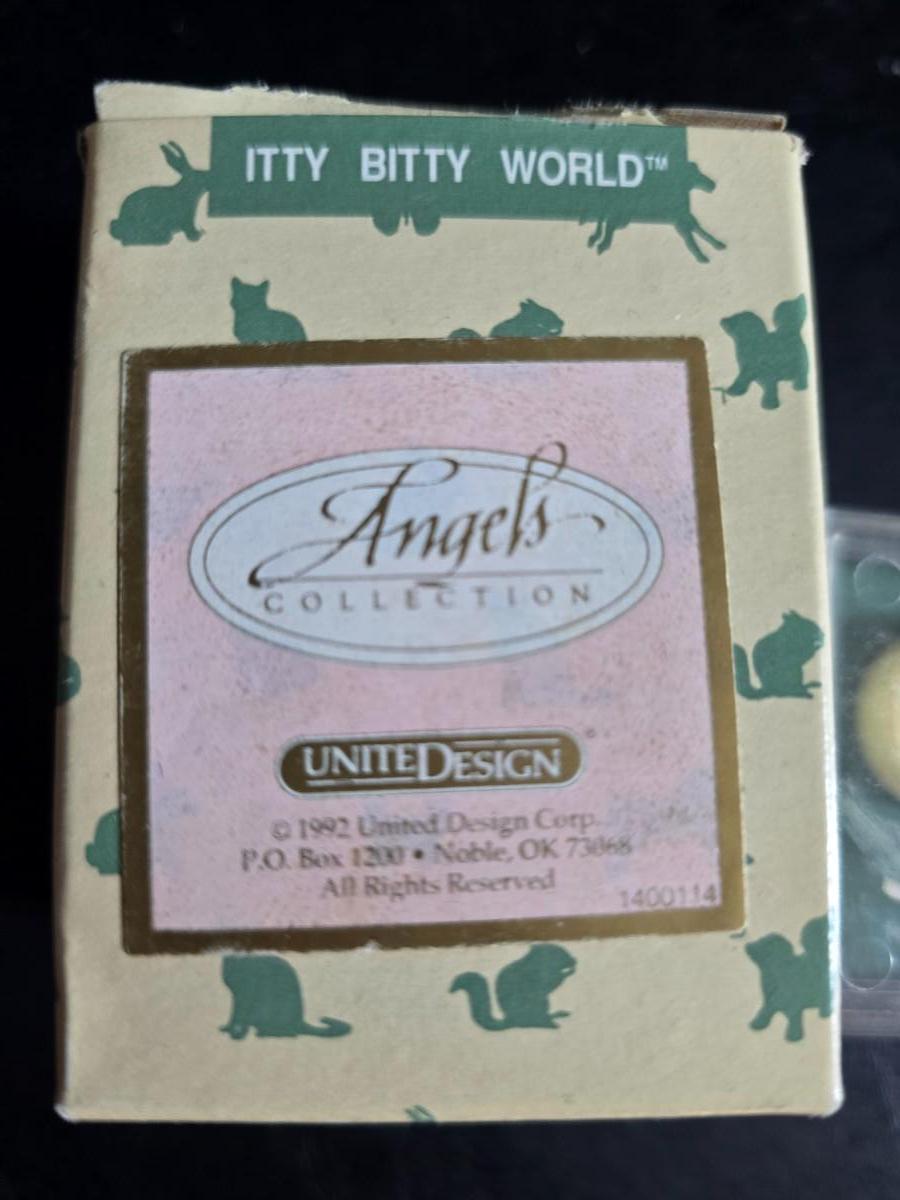 ITTY BITTY WORLD™
Angels
COLLECTION
UNITEDESIGN
© 1992 United Design Corp.
P.O. Box 1200 • Noble, OK 73068
All Rights Reserved
1400114